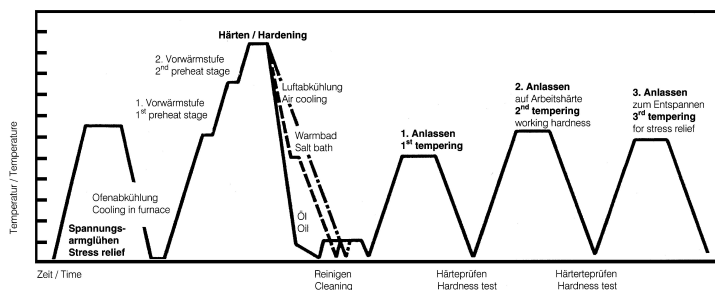 Härten / Hardening
2. Vorwärmstufe
2nd preheat stage
1. Vorwärmstufe
1st preheat stage
Luftabkühlung
Air cooling
Warmbad
Salt bath
Öl
Oil
1. Anlassen
1st tempering
2. Anlassen
auf Arbeitshärte
2nd tempering
working hardness
3. Anlassen
zum Entspannen
3rd tempering
for stress relief
Ofenabkühlung
Cooling in furnace
Spannungs-
armglühen
Stress relief
Temperatur / Temperature
Zeit / Time
Reinigen
Cleaning
Härteprüfen
Hardness test
Härterteprüfen
Hardness test